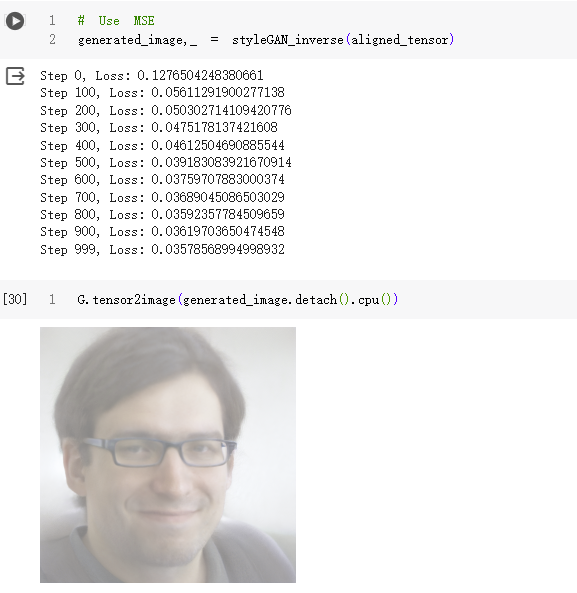 1 # Use MSE
2 generated_image,_ = styleGAN_inverse(aligned_tensor)
Step 0, Loss: 0.1276504248380661
Step 100, Loss: 0.05611291900277138
Step 200, Loss: 0.050302714109420776
Step 300, Loss: 0.0475178137421608
Step 400, Loss: 0.04612504690885544
Step 500, Loss: 0.039183083921670914
Step 600, Loss: 0.03759707883000374
Step 700, Loss: 0.03689045086503029
Step 800, Loss: 0.03592357784509659
Step 900, Loss: 0.03619703650474548
Step 999, Loss: 0.03578568994998932
[30] 1 G.tensor2image(generated_image.detach().cpu())